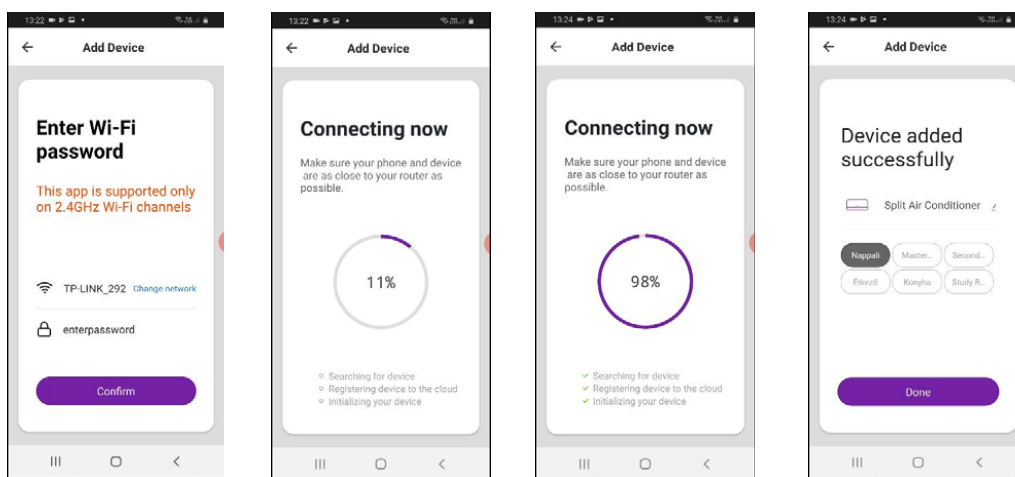 13:22
Add Device
Enter Wi-Fi
password
This app is supported only
on 2.4GHz Wi-Fi channels
TP-LINK_292 Change network
enterpassword
Confirm
13:22
Add Device
Connecting now
Make sure your phone and device
are as close to your router as
possible.
11%
Searching for device
Registering device to the cloud
Initializing your device
13:24
Add Device
Connecting now
Make sure your phone and device
are as close to your router as
possible.
98%
Searching for device
Registering device to the cloud
Initializing your device
13:24
Add Device
Device added
successfully
Split Air Conditioner
Nappali Master... Second...
Étkező Konyha Study R...
Done